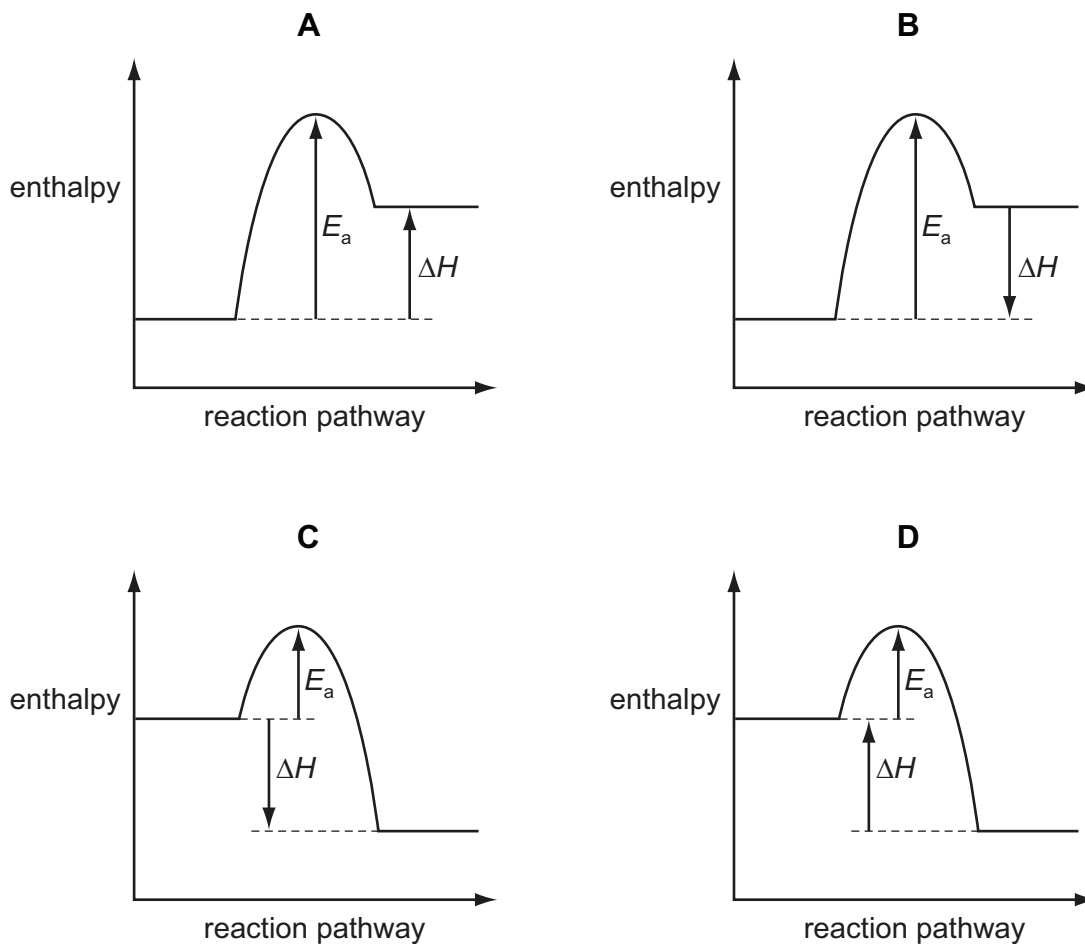 A
B
enthalpy
Ea
ΔH
reaction pathway
enthalpy
Ea
ΔH
reaction pathway
C
D
enthalpy
Ea
ΔH
reaction pathway
enthalpy
Ea
ΔH
reaction pathway